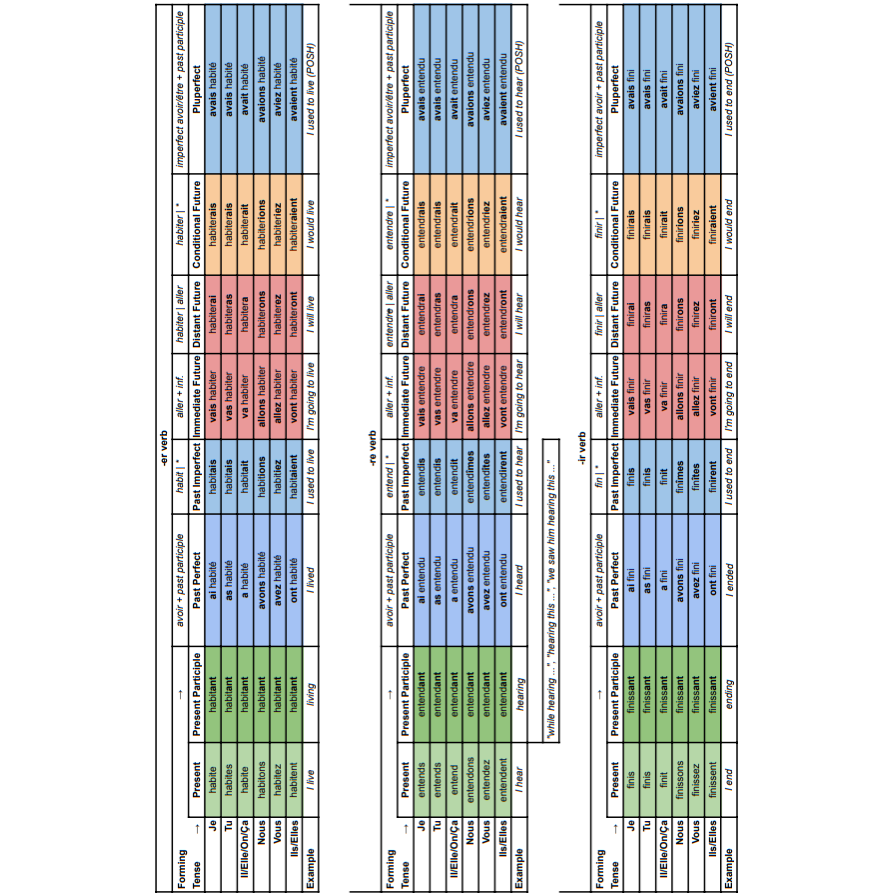 -er verb
Forming → avoir + past participle habit | * aller + inf. habiter | aller habiter | * imperfect avoir/être + past participle
Tense → Present Present Participle Past Perfect Past Imperfect Immediate Future Distant Future Conditional Future Pluperfect
Je habite habitant ai habité habitais vais habiter habiterai habiterais avais habité
Tu habites habitant as habité habitais vas habiter habiteras habiterais avais habité
Il/Elle/On/Ça habite habitant a habité habitait va habiter habitera habiterait avait habité
Nous habitons habitant avons habité habitions allons habiter habiterons habiterions avaions habité
Vous habitez habitant avez habité habitiez allez habiter habiterez habiteriez aviez habité
Ils/Elles habitent habitant ont habité habitaient vont habiter habiteront habiteraient avaient habité
Example I live living I lived I used to live I'm going to live I will live I would live I used to live (POSH)
-re verb
Forming → avoir + past participle entend | * aller + inf. entendre | aller entendre | * imperfect avoir/être + past participle
Tense → Present Present Participle Past Perfect Past Imperfect Immediate Future Distant Future Conditional Future Pluperfect
Je entends entendant ai entendu entendis vais entendre entendrai entendrais avais entendu
Tu entends entendant as entendu entendis vas entendre entendras entendrais avais entendu
Il/Elle/On/Ça entend entendant a entendu entendit va entendre entendra entendrait avait entendu
Nous entendons entendant avons entendu entendîmes allons entendre entendrons entendrions avaions entendu
Vous entendez entendant avez entendu entendîtes allez entendre entendrez entendriez aviez entendu
Ils/Elles entendent entendant ont entendu entendirent vont entendre entendront entendraient avaient entendu
Example I hear hearing I heard I used to hear I'm going to hear I will hear I would hear I used to hear (POSH)
"while hearing ...", "hearing this ...", "we saw him hearing this ..."
-ir verb
Forming → avoir + past participle fin | * aller + inf. finir | aller finir | * imperfect avoir + past participle
Tense → Present Present Participle Past Perfect Past Imperfect Immediate Future Distant Future Conditional Future Pluperfect
Je finis finissant ai fini finis vais finir finirai finirais avais fini
Tu finis finissant as fini finis vas finir finiras finirais avais fini
Il/Elle/On/Ça finit finissant a fini finit va finir finira finirait avait fini
Nous finissons finissant avons fini finîmes allons finir finirons finirions avaions fini
Vous finissez finissant avez fini finîtes allez finir finirez finiriez aviez fini
Ils/Elles finissent finissant ont fini finirent vont finir finiront finiraient avient fini
Example I end ending I ended I used to end I'm going to end I will end I would end I used to end (POSH)